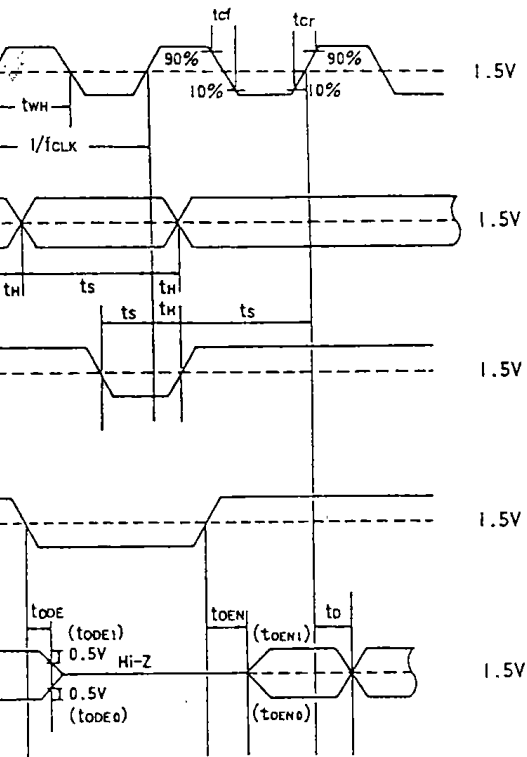 tcf tcr
90% 90%
1.5V
10% 10%
tWH
1/fCLK
1.5V
tH ts tH
ts tH ts
1.5V
1.5V
tODE tOEN tD
(tODE1) (tOEN1)
0.5V Hi-Z
1.5V
0.5V
(tODE0) (tOEN0)